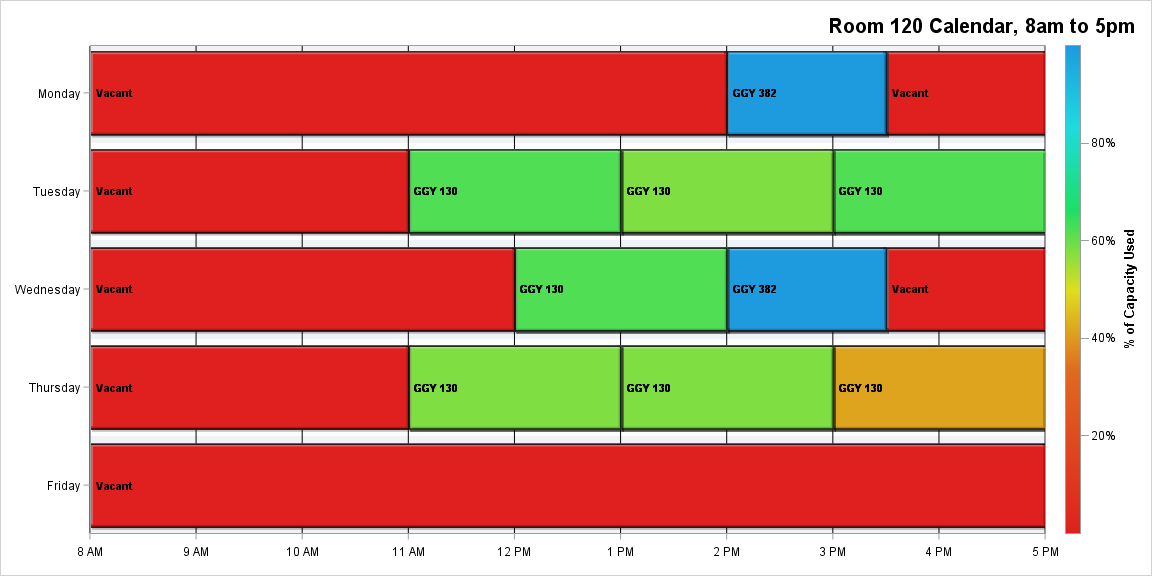 Room 120 Calendar, 8am to 5pm
Monday
Vacant
GGY 382
Vacant
80%
Tuesday
Vacant
GGY 130
GGY 130
GGY 130
60%
% of Capacity Used
Wednesday
Vacant
GGY 130
GGY 382
Vacant
40%
Thursday
Vacant
GGY 130
GGY 130
GGY 130
20%
Friday
Vacant
8 AM
9 AM
10 AM
11 AM
12 PM
1 PM
2 PM
3 PM
4 PM
5 PM